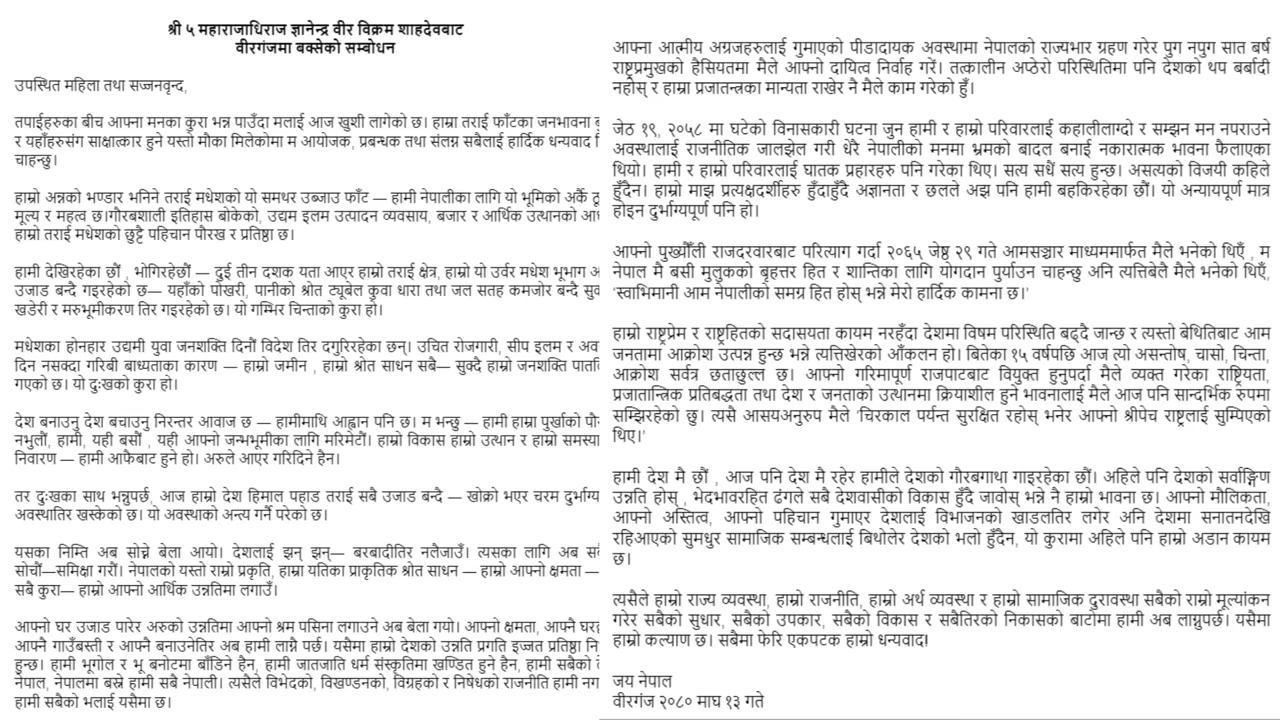 श्री ५ महाराजाधिराज ज्ञानेन्द्र वीर विक्रम शाहदेवबाट
वीरगंजमा बक्सेको सम्बोधन
उपस्थित महिला तथा सज्जनवृन्द,
तपाईहरुका बीच आफ्ना मनका कुरा भन्न पाउँदा मलाई आज खुशी लागेको छ। हाम्रा तराई फाँटका जनभावना
र यहाँहरुसंग साक्षात्कार हुने यस्तो मौका मिलेकोमा म आयोजक, प्रबन्धक तथा संलग्न सबैलाई हार्दिक धन्यवाद
चाहन्छु।
हाम्रो अन्नको भण्डार भनिने तराई मधेशको यो समथर उब्जाउ फाँट — हामी नेपालीका लागि यो भूमिको अर्कै
मूल्य र महत्व छ।गौरबशाली इतिहास बोकेको, उद्यम इलम उत्पादन व्यवसाय, बजार र आर्थिक उत्थानको
हाम्रो तराई मधेशको छुट्टै पहिचान पौरख र प्रतिष्ठा छ।
हामी देखिरहेका छौं , भोगिरहेछौं — दुई तीन दशक यता आएर हाम्रो तराई क्षेत्र, हाम्रो यो उर्वर मधेश भूभाग
उजाड बन्दै गइरहेको छ— यहाँको पोखरी, पानीको श्रोत ट्यूबेल कुवा धारा तथा जल सतह कमजोर बन्दै
खडेरी र मरुभूमीकरण तिर गइरहेको छ। यो गम्भिर चिन्ताको कुरा हो।
मधेशका होनहार उद्यमी युवा जनशक्ति दिनौं विदेश तिर दगुरिरहेका छन्। उचित रोजगारी, सीप इलम र
दिन नसक्दा गरिबी बाध्यताका कारण — हाम्रो जमीन , हाम्रो श्रोत साधन सबै— सुक्दै हाम्रो जनशक्ति
गएको छ। यो दुःखको कुरा हो।
देश बनाउनु देश बचाउनु निरन्तर आवाज छ — हामीमाथि आह्वान पनि छ। म भन्छु — हामी हाम्रा पुर्खाको
नभुलौं, हामी, यही बसौं , यही आफ्नो जन्मभूमीका लागि मरिमेटौं। हाम्रो विकास हाम्रो उत्थान र हाम्रो समस्या
निवारण — हामी आफैबाट हुने हो। अरुले आएर गरिदिने हैन।
तर दुःखका साथ भन्नुपर्छ, आज हाम्रो देश हिमाल पहाड तराई सबै उजाड बन्दै — खोक्रो भएर चरम
अवस्थातिर खस्केको छ। यो अवस्थाको अन्त्य गर्नै परेको छ।
यसका निम्ति अब सोच्ने बेला आयो। देशलाई झन् झन्— बरबादीतिर नलैजाउँ। त्यसका लागि अब
सोचौं—समिक्षा गरौं। नेपालको यस्तो राम्रो प्रकृति, हाम्रा यतिका प्राकृतिक श्रोत साधन — हाम्रो आफ्नो क्षमता —
सबै कुरा— हाम्रो आफ्नो आर्थिक उन्नतिमा लगाउँ।
आफ्नो घर उजाड पारेर अरुको उन्नतिमा आफ्नो श्रम पसिना लगाउने अब बेला गयो। आफ्नो क्षमता, आफ्नै
आफ्नै गाउँबस्ती र आफ्नै बनाउनेतिर अब हामी लाग्नै पर्छ। यसैमा हाम्रो देशको उन्नति प्रगति इज्जत प्रतिष्ठा
हुन्छ। हामी भूगोल र भू बनोटमा बाँडिने हैन, हामी जातजाति धर्म संस्कृतिमा खण्डित हुने हैन, हामी सबैको
नेपाल, नेपालमा बस्ने हामी सबै नेपाली। त्यसैले विभेदको, विखण्डनको, विग्रहको र निषेधको राजनीति हामी
हामी सबैको भलाई यसैमा छ।
आफ्ना आत्मीय अग्रजहरुलाई गुमाएको पीडादायक अवस्थामा नेपालको राज्यभार ग्रहण गरेर पुग नपुग सात बर्ष
राष्ट्रप्रमुखको हैसियतमा मैले आफ्नो दायित्व निर्वाह गरें। तत्कालीन अप्ठेरो परिस्थितिमा पनि देशको थप बर्बादी
नहोस् र हाम्रा प्रजातन्त्रका मान्यता राखेर नै मैले काम गरेको हुँ।
जेठ १९, २०५८ मा घटेको विनासकारी घटना जुन हामी र हाम्रो परिवारलाई कहालीलाग्दो र सम्झन मन नपराउने
अवस्थालाई राजनीतिक जालझेल गरी धेरै नेपालीको मनमा भ्रमको बादल बनाई नकारात्मक भावना फैलाएका
थियो। हामी र हाम्रो परिवारलाई घातक प्रहारहरु पनि गरेका थिए। सत्य सधैं सत्य हुन्छ। असत्यको विजयी कहिले
हुँदैन। हाम्रो माझ प्रत्यक्षदर्शीहरु हुँदाहुँदै अज्ञानता र छलले अझ पनि हामी बहकिरहेका छौं। यो अन्यायपूर्ण मात्र
होइन दुर्भाग्यपूर्ण पनि हो।
आफ्नो पुर्ख्यौंली राजदरवारबाट परित्याग गर्दा २०६५ जेष्ठ २९ गते आमसञ्चार माध्यममार्फत मैले भनेको थिएँ , म
नेपाल मै बसी मुलुकको बृहत्तर हित र शान्तिका लागि योगदान पुर्याउन चाहन्छु अनि त्यत्तिबेलै मैले भनेको थिएँ,
'स्वाभिमानी आम नेपालीको समग्र हित होस् भन्ने मेरो हार्दिक कामना छ।'
हाम्रो राष्ट्रप्रेम र राष्ट्रहितको सदासयता कायम नरहँदा देशमा विषम परिस्थिति बढ्दै जान्छ र त्यस्तो बेथितिबाट आम
जनतामा आक्रोश उत्पन्न हुन्छ भन्ने त्यत्तिखेरको आँकलन हो। बितेका १५ वर्षपछि आज त्यो असन्तोष, चासो, चिन्ता,
आक्रोश सर्वत्र छताछुल्ल छ। आफ्नो गरिमापूर्ण राजपाटबाट वियुक्त हुनुपर्दा मैले व्यक्त गरेका राष्ट्रियता,
प्रजातान्त्रिक प्रतिबद्धता तथा देश र जनताको उत्थानमा क्रियाशील हुने भावनालाई मैले आज पनि सान्दर्भिक रुपमा
सम्झिरहेको छु। त्यसै आसयअनुरुप मैले 'चिरकाल पर्यन्त सुरक्षित रहोस् भनेर आफ्नो श्रीपेच राष्ट्रलाई सुम्पिएको
थिए।'
हामी देश मै छौं , आज पनि देश मै रहेर हामीले देशको गौरबगाथा गाइरहेका छौं। अहिले पनि देशको सर्वाङ्गिण
उन्नति होस् , भेदभावरहित ढंगले सबै देशवासीको विकास हुँदै जावोस् भन्ने नै हाम्रो भावना छ। आफ्नो मौलिकता,
आफ्नो अस्तित्व, आफ्नो पहिचान गुमाएर देशलाई विभाजनको खाडलतिर लगेर अनि देशमा सनातनदेखि
रहिआएको सुमधुर सामाजिक सम्बन्धलाई बिथोलेर देशको भलो हुँदैन, यो कुरामा अहिले पनि हाम्रो अडान कायम
छ।
त्यसैले हाम्रो राज्य व्यवस्था, हाम्रो राजनीति, हाम्रो अर्थ व्यवस्था र हाम्रो सामाजिक दुरावस्था सबैको राम्रो मूल्यांकन
गरेर सबैको सुधार, सबैको उपकार, सबैको विकास र सबैतिरको निकासको बाटोमा हामी अब लाग्नुपर्छ। यसैमा
हाम्रो कल्याण छ। सबैमा फेरि एकपटक हाम्रो धन्यवाद!
जय नेपाल
वीरगंज २०८० माघ १३ गते